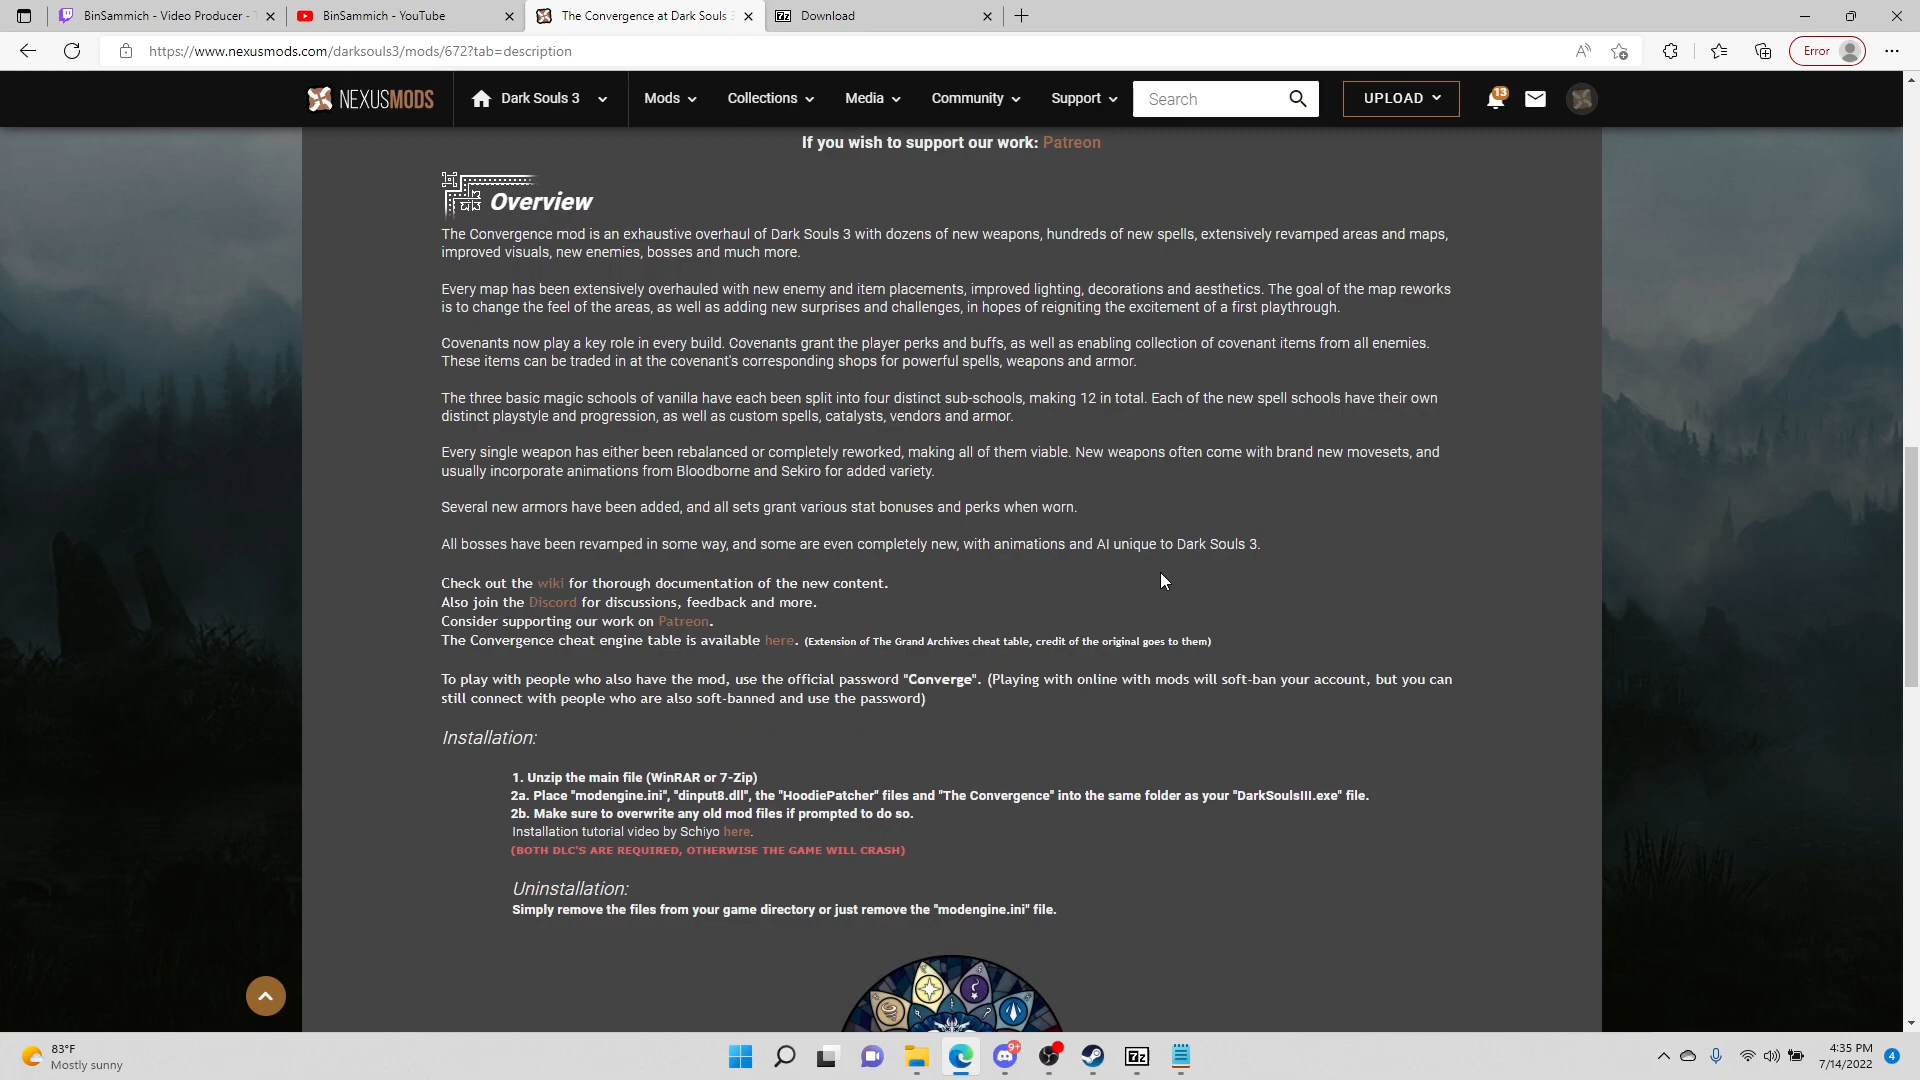 BinSammich - Video Producer -
BinSammich - YouTube
The Convergence at Dark Souls
7z
Download
https://www.nexusmods.com/darksouls3/mods/672?tab=description
Error
NEXUSMODS
Dark Souls 3
Mods
Collections
Media
Community
Support
Search
UPLOAD
13
If you wish to support our work: Patreon
Overview
The Convergence mod is an exhaustive overhaul of Dark Souls 3 with dozens of new weapons, hundreds of new spells, extensively revamped areas and maps,
improved visuals, new enemies, bosses and much more.
Every map has been extensively overhauled with new enemy and item placements, improved lighting, decorations and aesthetics. The goal of the map reworks
is to change the feel of the areas, as well as adding new surprises and challenges, in hopes of reigniting the excitement of a first playthrough.
Covenants now play a key role in every build. Covenants grant the player perks and buffs, as well as enabling collection of covenant items from all enemies.
These items can be traded in at the covenant's corresponding shops for powerful spells, weapons and armor.
The three basic magic schools of vanilla have each been split into four distinct sub-schools, making 12 in total. Each of the new spell schools have their own
distinct playstyle and progression, as well as custom spells, catalysts, vendors and armor.
Every single weapon has either been rebalanced or completely reworked, making all of them viable. New weapons often come with brand new movesets, and
usually incorporate animations from Bloodborne and Sekiro for added variety.
Several new armors have been added, and all sets grant various stat bonuses and perks when worn.
All bosses have been revamped in some way, and some are even completely new, with animations and AI unique to Dark Souls 3.
Check out the wiki for thorough documentation of the new content.
Also join the Discord for discussions, feedback and more.
Consider supporting our work on Patreon.
The Convergence cheat engine table is available here. (Extension of The Grand Archives cheat table, credit of the original goes to them)
To play with people who also have the mod, use the official password "Converge". (Playing with online with mods will soft-ban your account, but you can
still connect with people who are also soft-banned and use the password)
Installation:
1. Unzip the main file (WinRAR or 7-Zip)
2a. Place "modengine.ini", "dinput8.dll", the "HoodiePatcher" files and "The Convergence" into the same folder as your "DarkSoulsIII.exe" file.
2b. Make sure to overwrite any old mod files if prompted to do so.
Installation tutorial video by Schiyo here.
(BOTH DLC'S ARE REQUIRED, OTHERWISE THE GAME WILL CRASH)
Uninstallation:
Simply remove the files from your game directory or just remove the "modengine.ini" file.
83°F
Mostly sunny
9+
7z
4:35 PM
7/14/2022
4